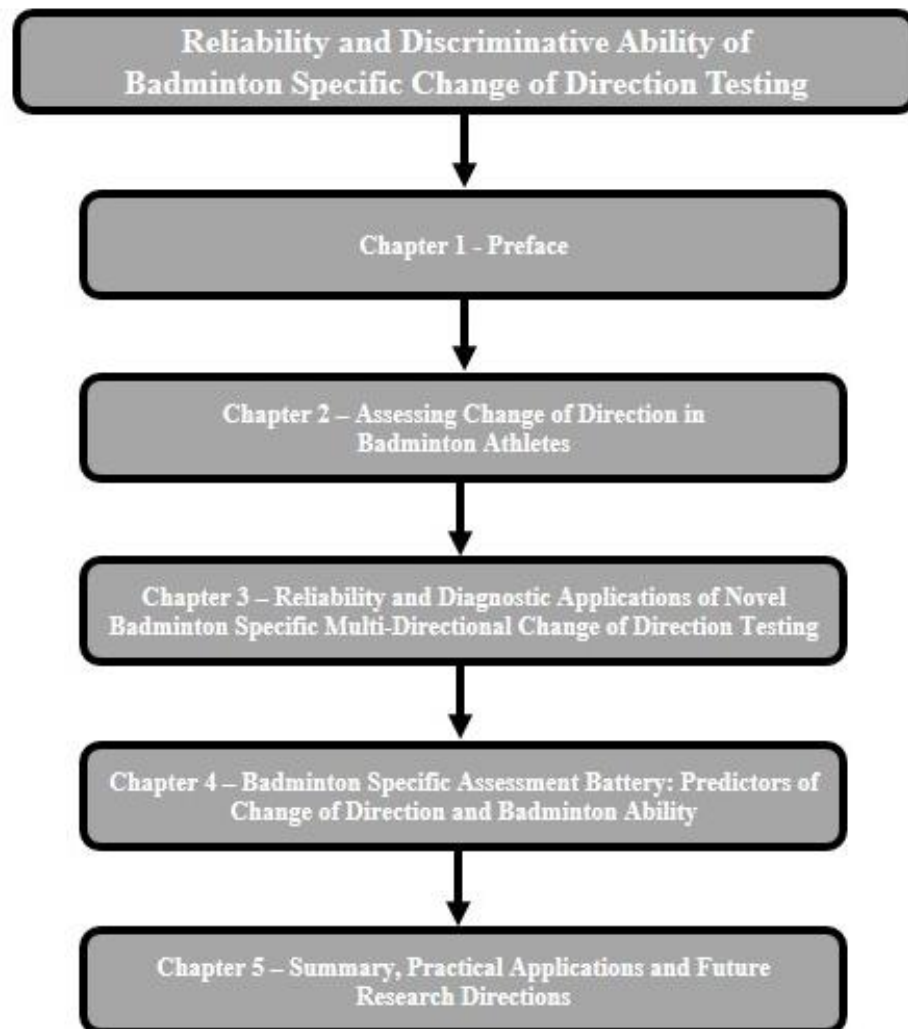 Reliability and Discriminative Ability of
Badminton Specific Change of Direction Testing
Chapter 1 - Preface
Chapter 2 – Assessing Change of Direction in
Badminton Athletes
Chapter 3 – Reliability and Diagnostic Applications of Novel
Badminton Specific Multi-Directional Change of Direction Testing
Chapter 4 – Badminton Specific Assessment Battery: Predictors of
Change of Direction and Badminton Ability
Chapter 5 – Summary, Practical Applications and Future
Research Directions